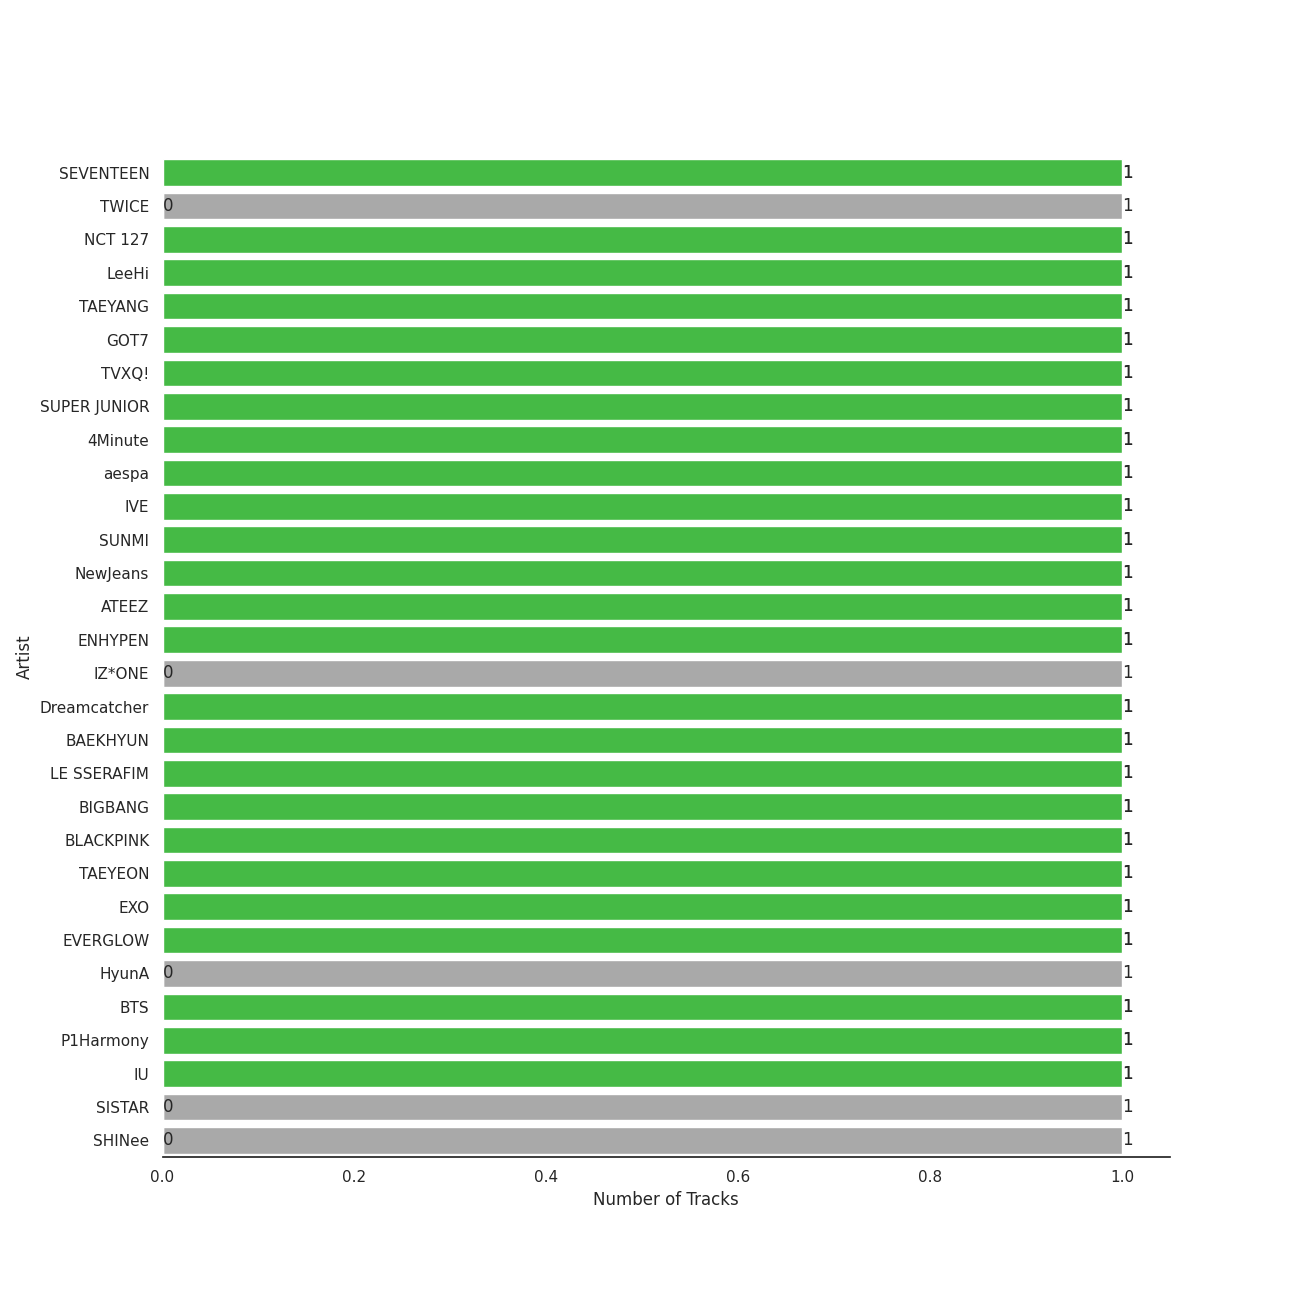 SEVENTEEN 1
TWICE 0 1
NCT 127 1
LeeHi 1
TAEYANG 1
GOT7 1
TVXQ! 1
SUPER JUNIOR 1
4Minute 1
aespa 1
IVE 1
SUNMI 1
NewJeans 1
ATEEZ 1
ENHYPEN 1
IZ*ONE 0 1
Dreamcatcher 1
BAEKHYUN 1
LE SSERAFIM 1
BIGBANG 1
BLACKPINK 1
TAEYEON 1
EXO 1
EVERGLOW 1
HyunA 0 1
BTS 1
P1Harmony 1
IU 1
SISTAR 0 1
SHINee 0 1
Artist
0.0 0.2 0.4 0.6 0.8 1.0
Number of Tracks